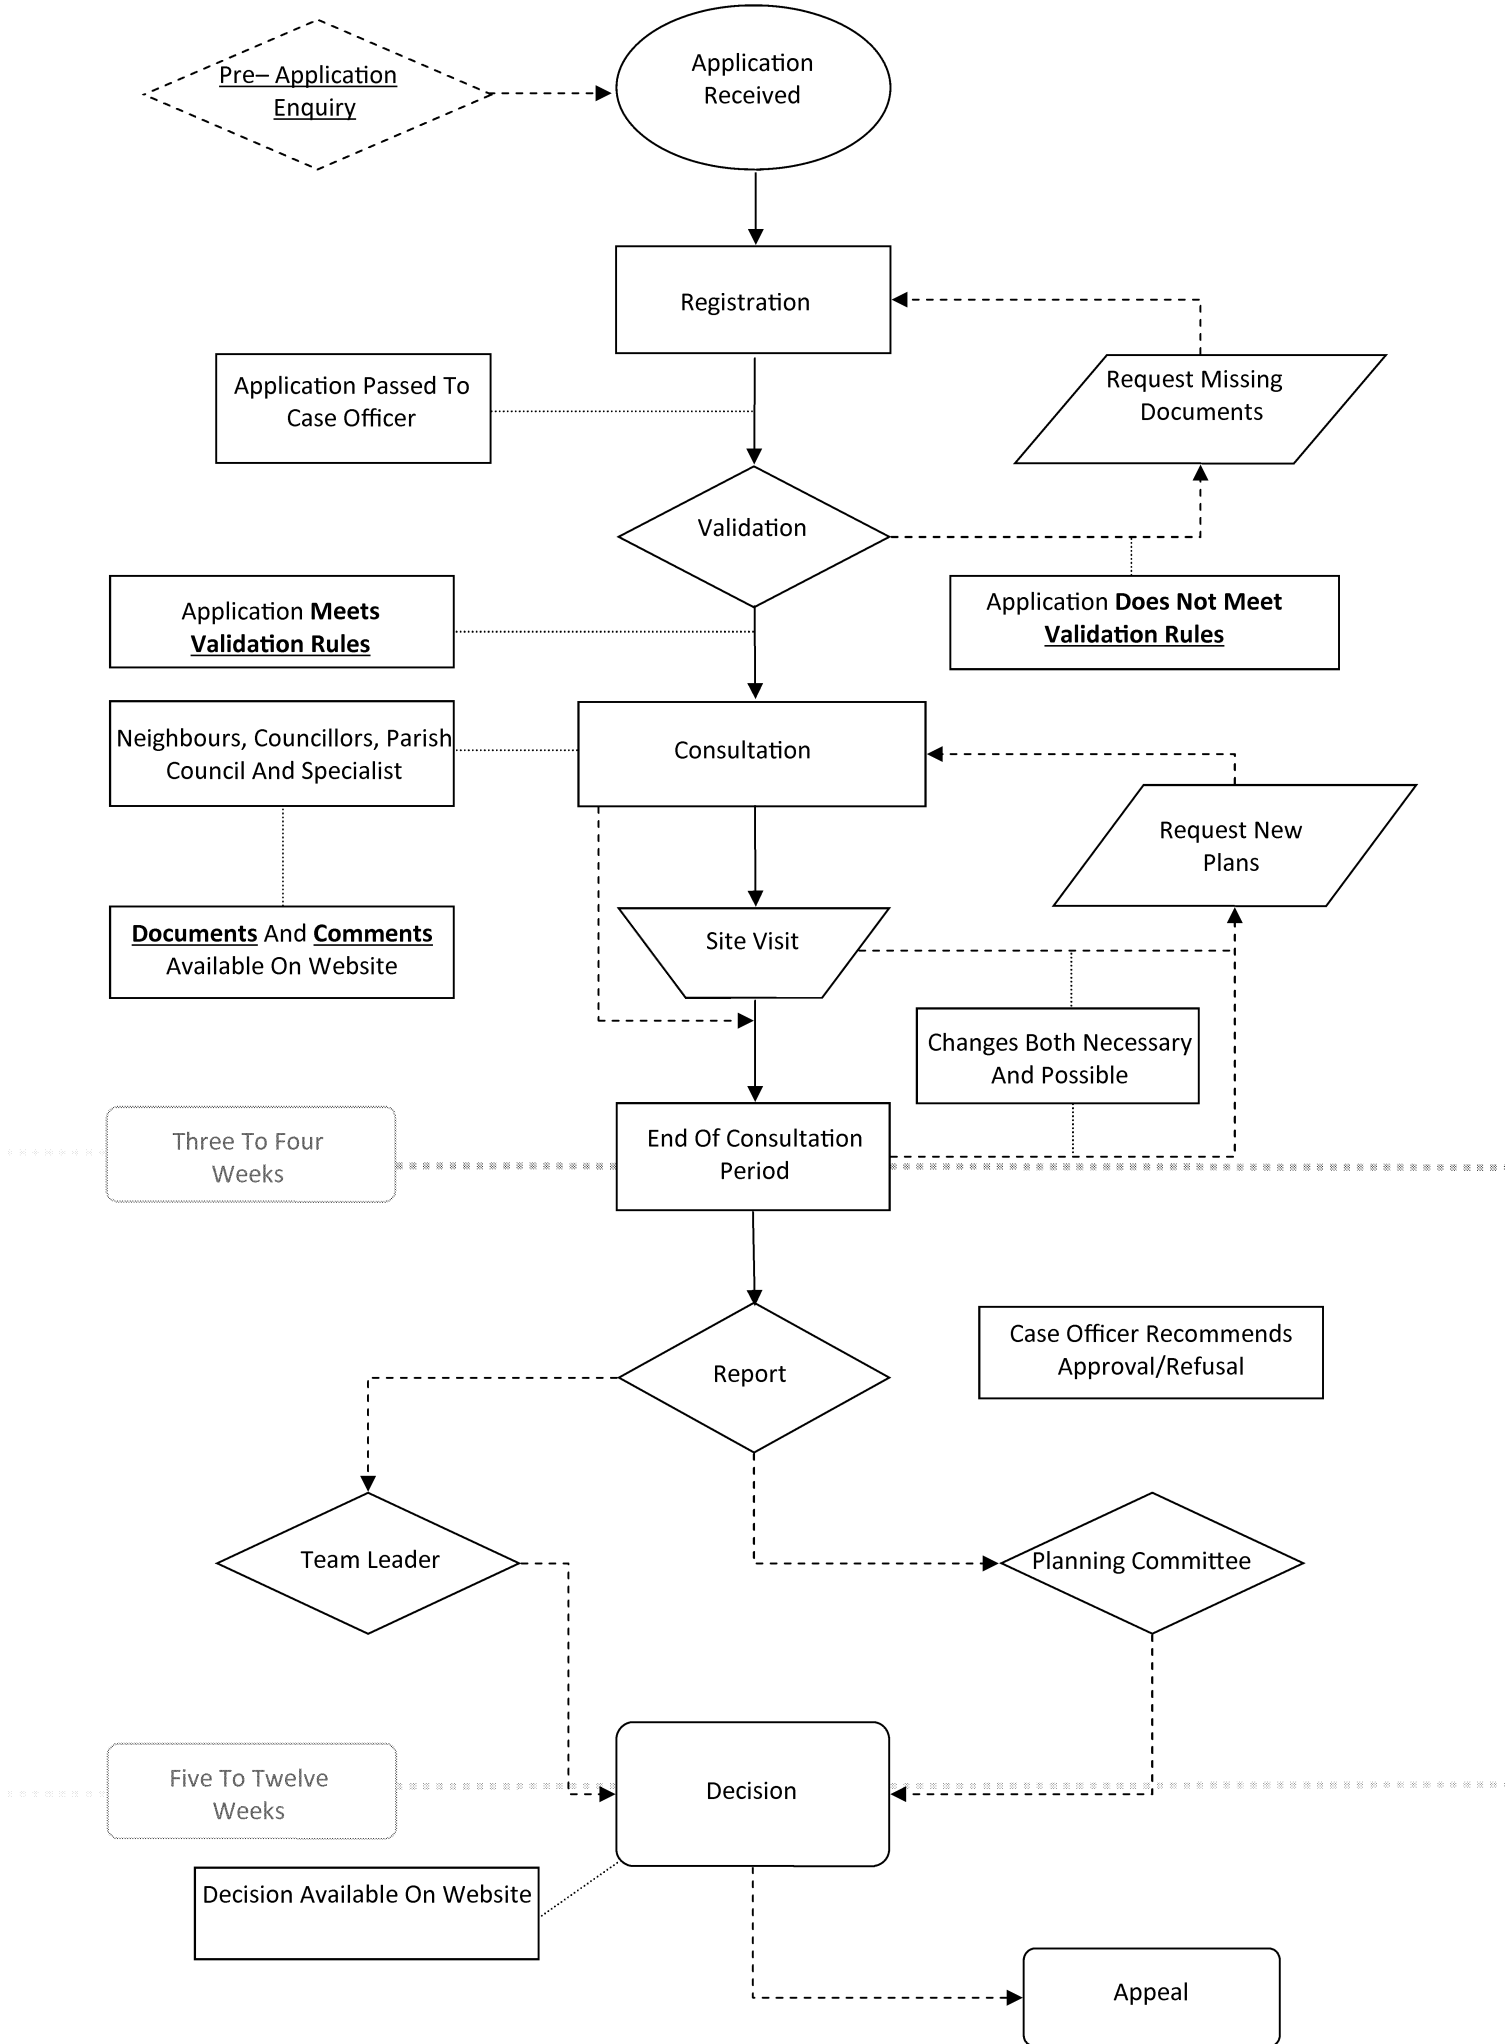 Pre– Application
Enquiry
Application
Received
Registration
Application Passed To
Case Officer
Request Missing
Documents
Validation
Application Meets
Validation Rules
Application Does Not Meet
Validation Rules
Neighbours, Councillors, Parish
Council And Specialist
Consultation
Request New
Plans
Documents And Comments
Available On Website
Site Visit
Changes Both Necessary
And Possible
Three To Four
Weeks
End Of Consultation
Period
Case Officer Recommends
Approval/Refusal
Report
Team Leader
Planning Committee
Five To Twelve
Weeks
Decision
Decision Available On Website
Appeal